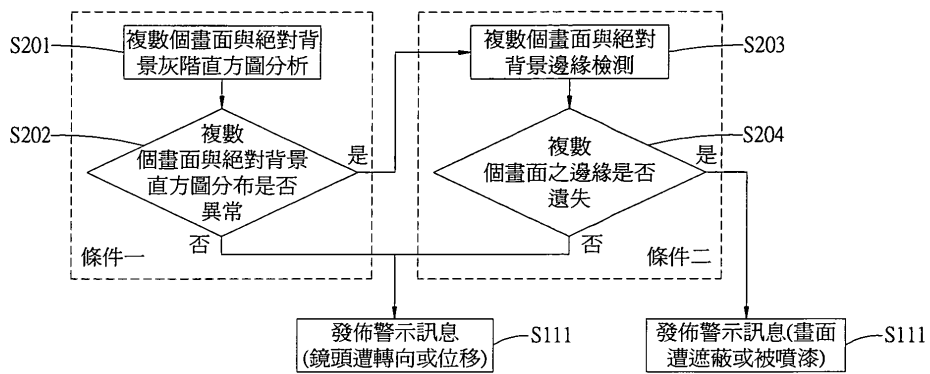 S201
複數個畫面與絕對背
景灰階直方圖分析
S202
複數
個畫面與絕對背景
直方圖分布是否
異常
是
否
條件一
複數個畫面與絕對
背景邊緣檢測
S203
複數
個畫面之邊緣是否
遺失
S204
是
否
條件二
發佈警示訊息
(鏡頭遭轉向或位移)
S111
發佈警示訊息(畫面
遭遮蔽或被噴漆)
S111